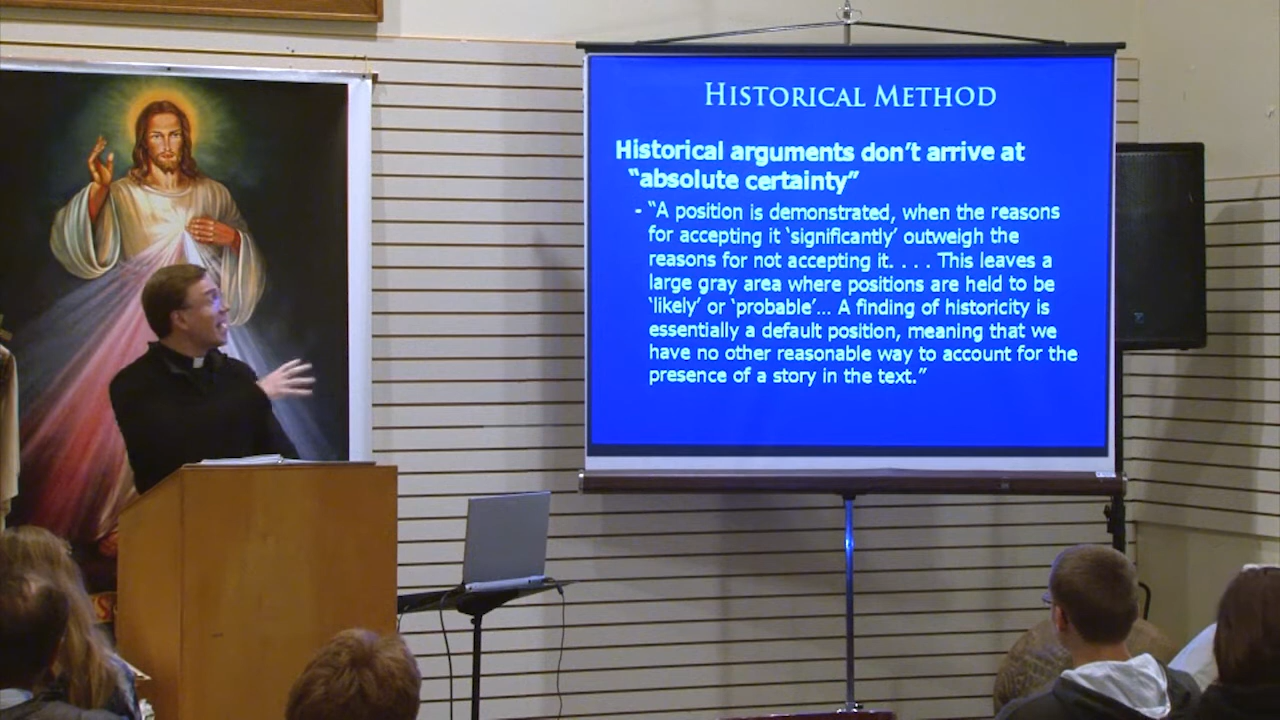 Historical Method
Historical arguments don’t arrive at
“absolute certainty”
- “A position is demonstrated, when the reasons
for accepting it ‘significantly’ outweigh the
reasons for not accepting it. . . . This leaves a
large gray area where positions are held to be
‘likely’ or ‘probable’... A finding of historicity is
essentially a default position, meaning that we
have no other reasonable way to account for the
presence of a story in the text.”